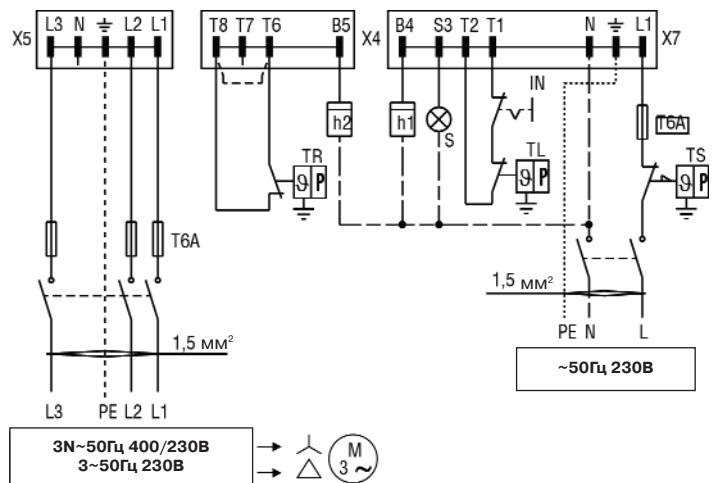 X5 L3 N L2 L1
T8 T7 T6 B5 X4
B4 S3 T2 T1 N L1 X7
h2 h1 S IN T6A
TR ϑ P TL ϑ P TS ϑ P
T6A
1,5 мм²
1,5 мм²
PE N L
~50Гц 230В
L3 PE L2 L1
3N~50Гц 400/230В
3~50Гц 230В
M
3 ~